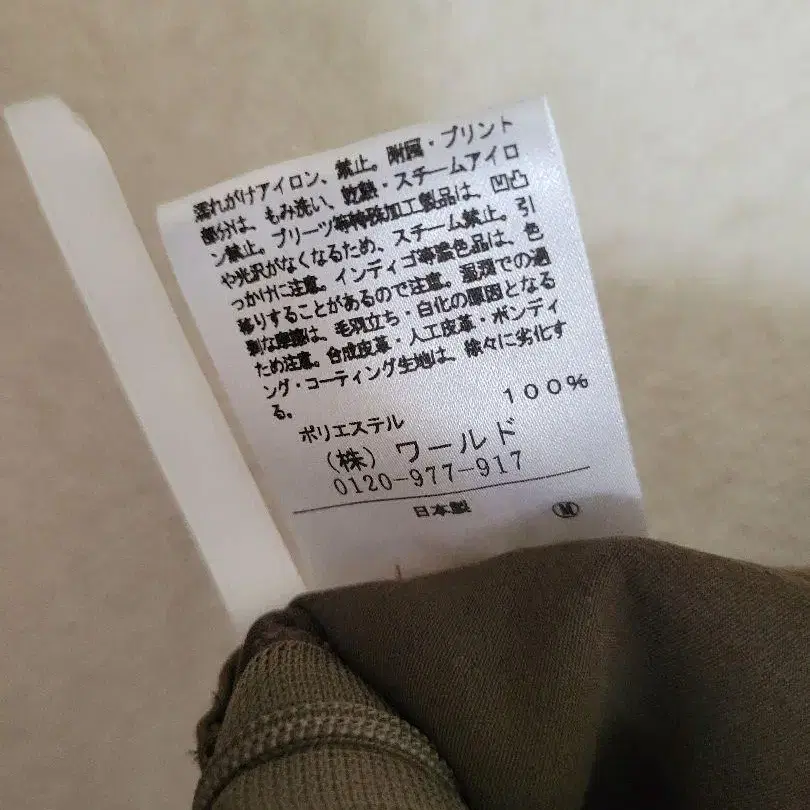 濡れがけアイロン、禁止。附属・プリント
部分は、もみ洗い、乾熱・スチームアイロ
ン禁止。プリーツ等特殊加工製品は、凹凸
や光沢がなくなるため、スチーム禁止。引
っかけに注意。インディゴ等濃色品は、色
移りすることがあるので注意。湿潤での過
剰な摩擦は、毛羽立ち・白化の原因となる
ため注意。合成皮革・人工皮革・ボンディ
ング・コーティング生地は、徐々に劣化す
る。
ポリエステル 100%
(株) ワールド
0120-977-917
日本製 M